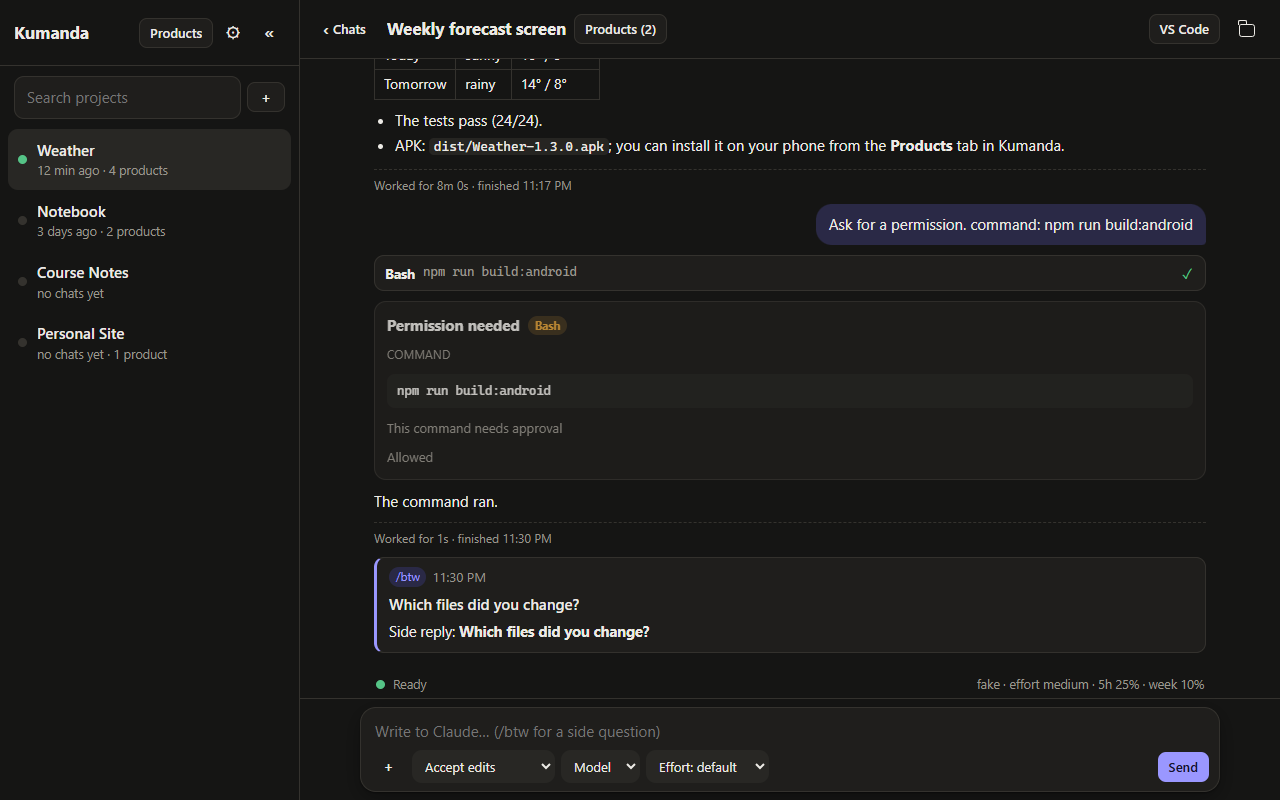 Kumanda
Products
«
Search projects
+
Weather
12 min ago · 4 products
Notebook
3 days ago · 2 products
Course Notes
no chats yet
Personal Site
no chats yet · 1 product
‹ Chats
Weekly forecast screen
Products (2)
VS Code
Tomorrow rainy 14° / 8°
• The tests pass (24/24).
• APK: dist/Weather-1.3.0.apk ; you can install it on your phone from the Products tab in Kumanda.
Worked for 8m 0s · finished 11:17 PM
Ask for a permission. command: npm run build:android
Bash npm run build:android ✓
Permission needed Bash
COMMAND
npm run build:android
This command needs approval
Allowed
The command ran.
Worked for 1s · finished 11:30 PM
/btw 11:30 PM
Which files did you change?
Side reply: Which files did you change?
Ready
fake · effort medium · 5h 25% · week 10%
Write to Claude... (/btw for a side question)
+
Accept edits
Model
Effort: default
Send